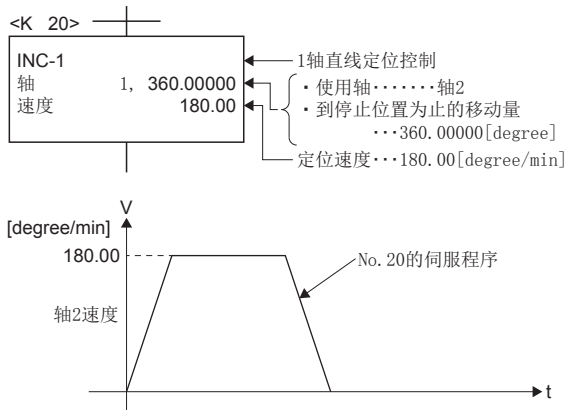 <K 20>
INC-1
轴 1, 360.00000
速度 180.00
1轴直线定位控制
・使用轴・・・・・・・轴2
・到停止位置为止的移动量
・・・360.00000[degree]
定位速度・・・180.00[degree/min]
V
[degree/min]
180.00
No.20的伺服程序
轴2速度
t